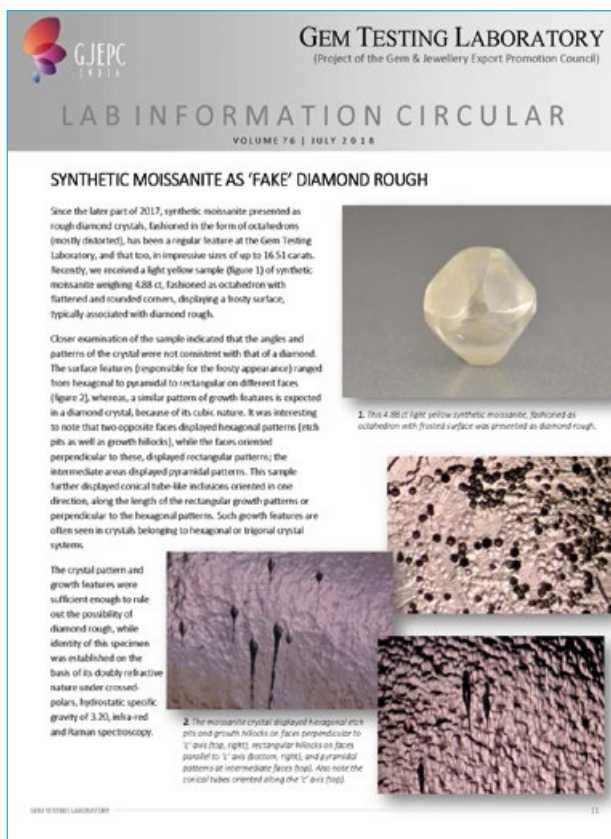 GJEPC
INDIA
GEM TESTING LABORATORY
(Project of the Gem & Jewellery Export Promotion Council)
LAB INFORMATION CIRCULAR
VOLUME 76 | JULY 2018
SYNTHETIC MOISSANITE AS ‘FAKE’ DIAMOND ROUGH
Since the later part of 2017, synthetic moissanite presented as
rough diamond crystals, fashioned in the form of octahedrons
(mostly distorted), has been a regular feature at the Gem Testing
Laboratory, and that too, in impressive sizes of up to 16.51 carats.
Recently, we received a light yellow sample (figure 1) of synthetic
moissanite weighing 4.88 ct, fashioned as octahedron with
flattened and rounded corners, displaying a frosty surface,
typically associated with diamond rough.
Closer examination of the sample indicated that the angles and
patterns of the crystal were not consistent with that of a diamond.
The surface features (responsible for the frosty appearance) ranged
from hexagonal to pyramidal to rectangular on different faces
(figure 2), whereas, a similar pattern of growth features is expected
in a diamond crystal, because of its cubic nature. It was interesting
to note that two opposite faces displayed hexagonal patterns (etch
pits as well as growth hillocks), while the faces oriented
perpendicular to these, displayed rectangular patterns; the
intermediate areas displayed pyramidal patterns. This sample
further displayed conical tube-like inclusions oriented in one
direction, along the length of the rectangular growth patterns or
perpendicular to the hexagonal patterns. Such growth features are
often seen in crystals belonging to hexagonal or trigonal crystal
systems.
The crystal pattern and
growth features were
sufficient enough to rule
out the possibility of
diamond rough, while
identity of this specimen
was established on the
basis of its doubly refractive
nature under crossed-
polars, hydrostatic specific
gravity of 3.20, infra-red
and Raman spectroscopy.
1. This 4.88 ct light yellow synthetic moissanite, fashioned as
octahedron with frosted surface was presented as diamond rough.
2. The moissanite crystal displayed hexagonal etch
pits and growth hillocks on faces perpendicular to
'c' axis (top, right), rectangular hillocks on faces
parallel to 'c' axis (bottom, right), and pyramidal
patterns at intermediate faces (top). Also note the
conical tubes oriented along the 'c' axis (top).
GEM TESTING LABORATORY